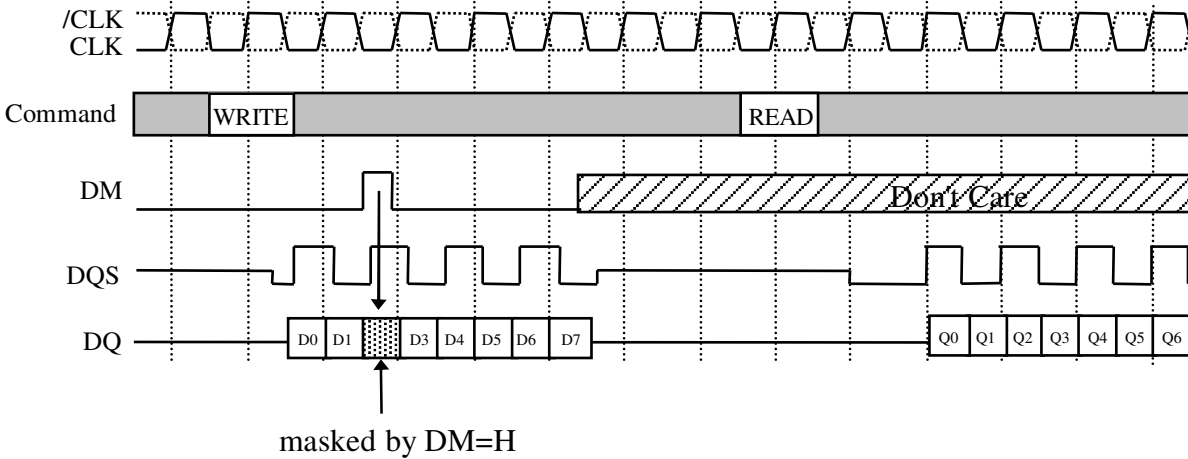 /CLK
CLK
Command WRITE READ
DM Don't Care
DQS
DQ D0 D1 D3 D4 D5 D6 D7 Q0 Q1 Q2 Q3 Q4 Q5 Q6
masked by DM=H